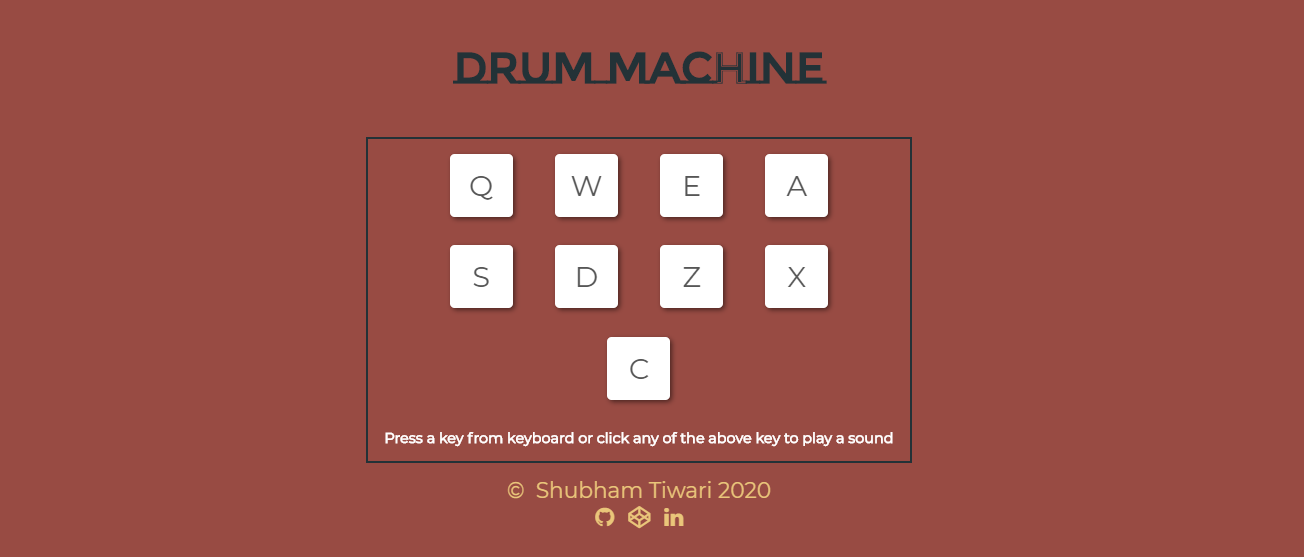 DRUM MACHINE
Q W E A
S D Z X
C
Press a key from keyboard or click any of the above key to play a sound
© Shubham Tiwari 2020
in